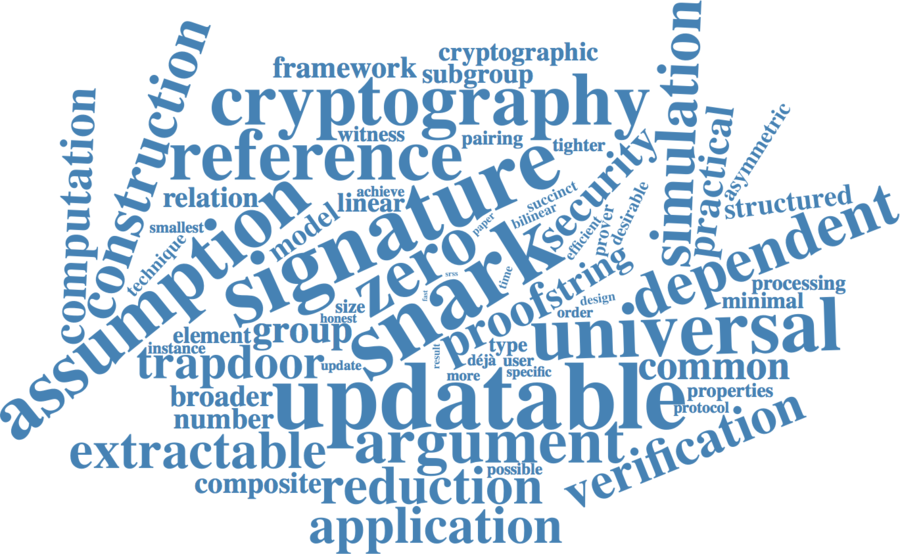 cryptographic
framework
subgroup
cryptography
simulation
construction
computation
witness
pairing
tighter
reference
security
practical
asymmetric
relation
achieve
linear
succinct
bilinear
paper
structured
smallest
technique
model
assumption
signature
zero
snark
efficient
prover
desirable
dependent
srss
fast
time
size
honest
proof
string
order
design
processing
minimal
universal
element
group
instance
trapdoor
update
result
type
déjà
user
more
specific
common
properties
protocol
broader
number
updatable
verification
extractable
argument
possible
composite
reduction
application